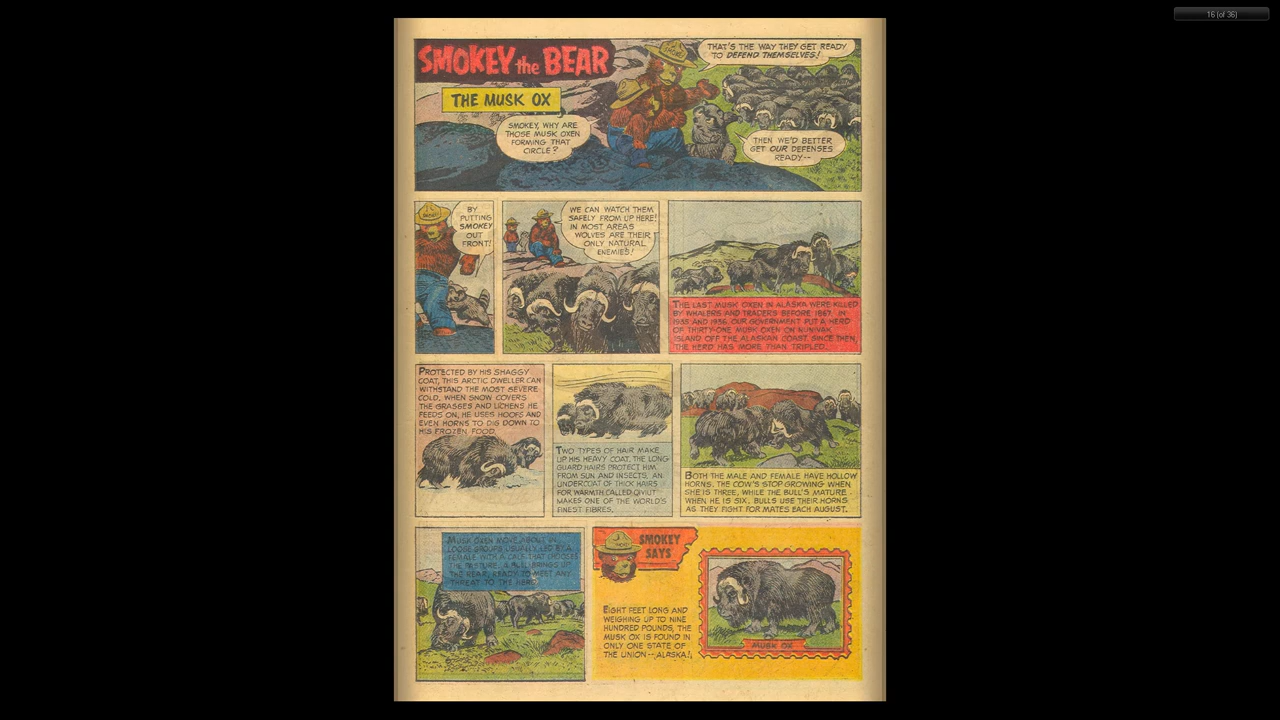 16 (of 36)
SMOKEY the BEAR
THE MUSK OX
THAT'S THE WAY THEY GET READY
TO DEFEND THEMSELVES!
SMOKEY, WHY ARE
THOSE MUSK OXEN
FORMING THAT
CIRCLE?
THEN WE'D BETTER
GET OUR DEFENSES
READY--
BY
PUTTING
SMOKEY
OUT
FRONT!
WE CAN WATCH THEM
SAFELY FROM UP HERE!
IN MOST AREAS
WOLVES ARE THEIR
ONLY NATURAL
ENEMIES!
THE LAST MUSK OXEN IN ALASKA WERE KILLED
BY WHALERS AND TRADERS BEFORE 1867. IN
1935 AND 1936, OUR GOVERNMENT PUT A HERD
OF THIRTY-ONE MUSK OXEN ON NUNIVAK
ISLAND OFF THE ALASKAN COAST. SINCE THEN,
THE HERD HAS MORE THAN TRIPLED.
PROTECTED BY HIS SHAGGY
COAT, THIS ARCTIC DWELLER CAN
WITHSTAND THE MOST SEVERE
COLD. WHEN SNOW COVERS
THE GRASSES AND LICHENS HE
FEEDS ON, HE USES HOOFS AND
EVEN HORNS TO DIG DOWN TO
HIS FROZEN FOOD.
TWO TYPES OF HAIR MAKE
UP HIS HEAVY COAT. THE LONG
GUARD HAIRS PROTECT HIM
FROM SUN AND INSECTS. AN
UNDERCOAT OF THICK HAIRS
FOR WARMTH CALLED QIVIUT
MAKES ONE OF THE WORLD'S
FINEST FIBRES.
BOTH THE MALE AND FEMALE HAVE HOLLOW
HORNS. THE COW'S STOP GROWING WHEN
SHE IS THREE, WHILE THE BULL'S MATURE
WHEN HE IS SIX. BULLS USE THEIR HORNS
AS THEY FIGHT FOR MATES EACH AUGUST.
MUSK OXEN MOVE ABOUT IN
LOOSE GROUPS USUALLY LED BY A
FEMALE WITH A CALF THAT CHOOSES
THE PASTURE. A BULL BRINGS UP
THE REAR, READY TO MEET ANY
THREAT TO THE HERD.
SMOKEY
SAYS
EIGHT FEET LONG AND
WEIGHING UP TO NINE
HUNDRED POUNDS, THE
MUSK OX IS FOUND IN
ONLY ONE STATE OF
THE UNION--ALASKA!
MUSK OX